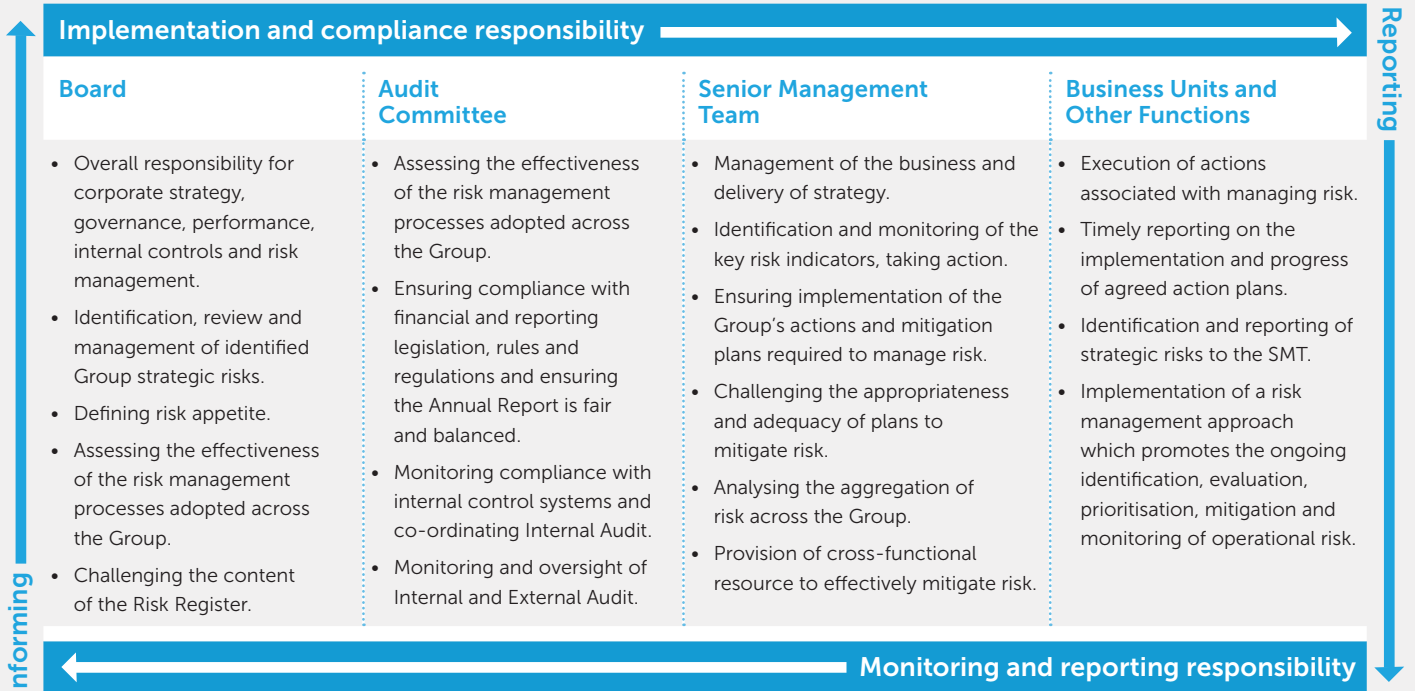 Implementation and compliance responsibility
Reporting
Board
Audit
Committee
Senior Management
Team
Business Units and
Other Functions
• Overall responsibility for
corporate strategy,
governance, performance,
internal controls and risk
management.
• Identification, review and
management of identified
Group strategic risks.
• Defining risk appetite.
• Assessing the effectiveness
of the risk management
processes adopted across
the Group.
• Challenging the content
of the Risk Register.
• Assessing the effectiveness
of the risk management
processes adopted across
the Group.
• Ensuring compliance with
financial and reporting
legislation, rules and
regulations and ensuring
the Annual Report is fair
and balanced.
• Monitoring compliance with
internal control systems and
co-ordinating Internal Audit.
• Monitoring and oversight of
Internal and External Audit.
• Management of the business and
delivery of strategy.
• Identification and monitoring of the
key risk indicators, taking action.
• Ensuring implementation of the
Group's actions and mitigation
plans required to manage risk.
• Challenging the appropriateness
and adequacy of plans to
mitigate risk.
• Analysing the aggregation of
risk across the Group.
• Provision of cross-functional
resource to effectively mitigate risk.
• Execution of actions
associated with managing risk.
• Timely reporting on the
implementation and progress
of agreed action plans.
• Identification and reporting of
strategic risks to the SMT.
• Implementation of a risk
management approach
which promotes the ongoing
identification, evaluation,
prioritisation, mitigation and
monitoring of operational risk.
nforming
Monitoring and reporting responsibility